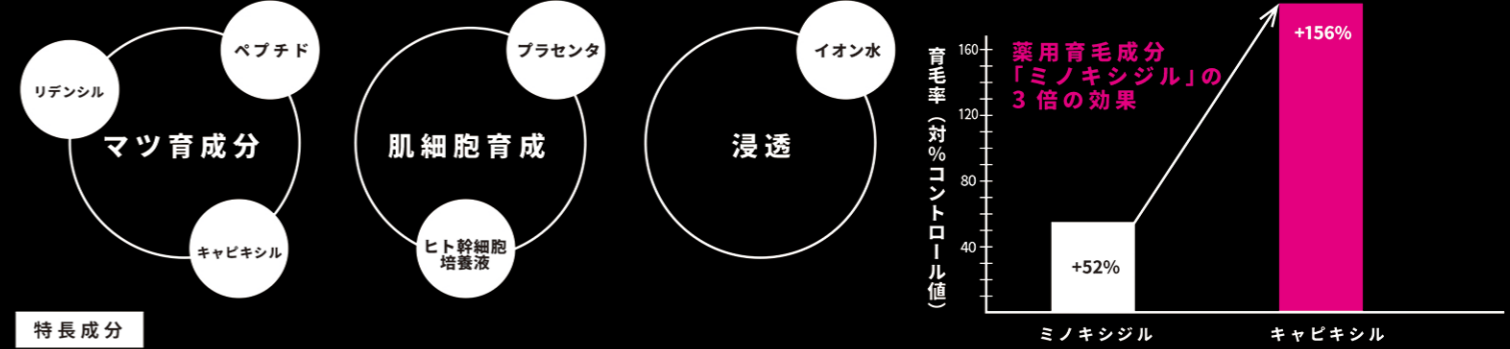 リデンシル
ペプチド
マツ育成分
キャピキシル
プラセンタ
肌細胞育成
ヒト幹細胞
培養液
イオン水
浸透
特長成分
育毛率（対％コントロール値）
160
120
80
40
薬用育毛成分
「ミノキシジル」の
3 倍の効果
+52%
+156%
ミノキシジル
キャピキシル